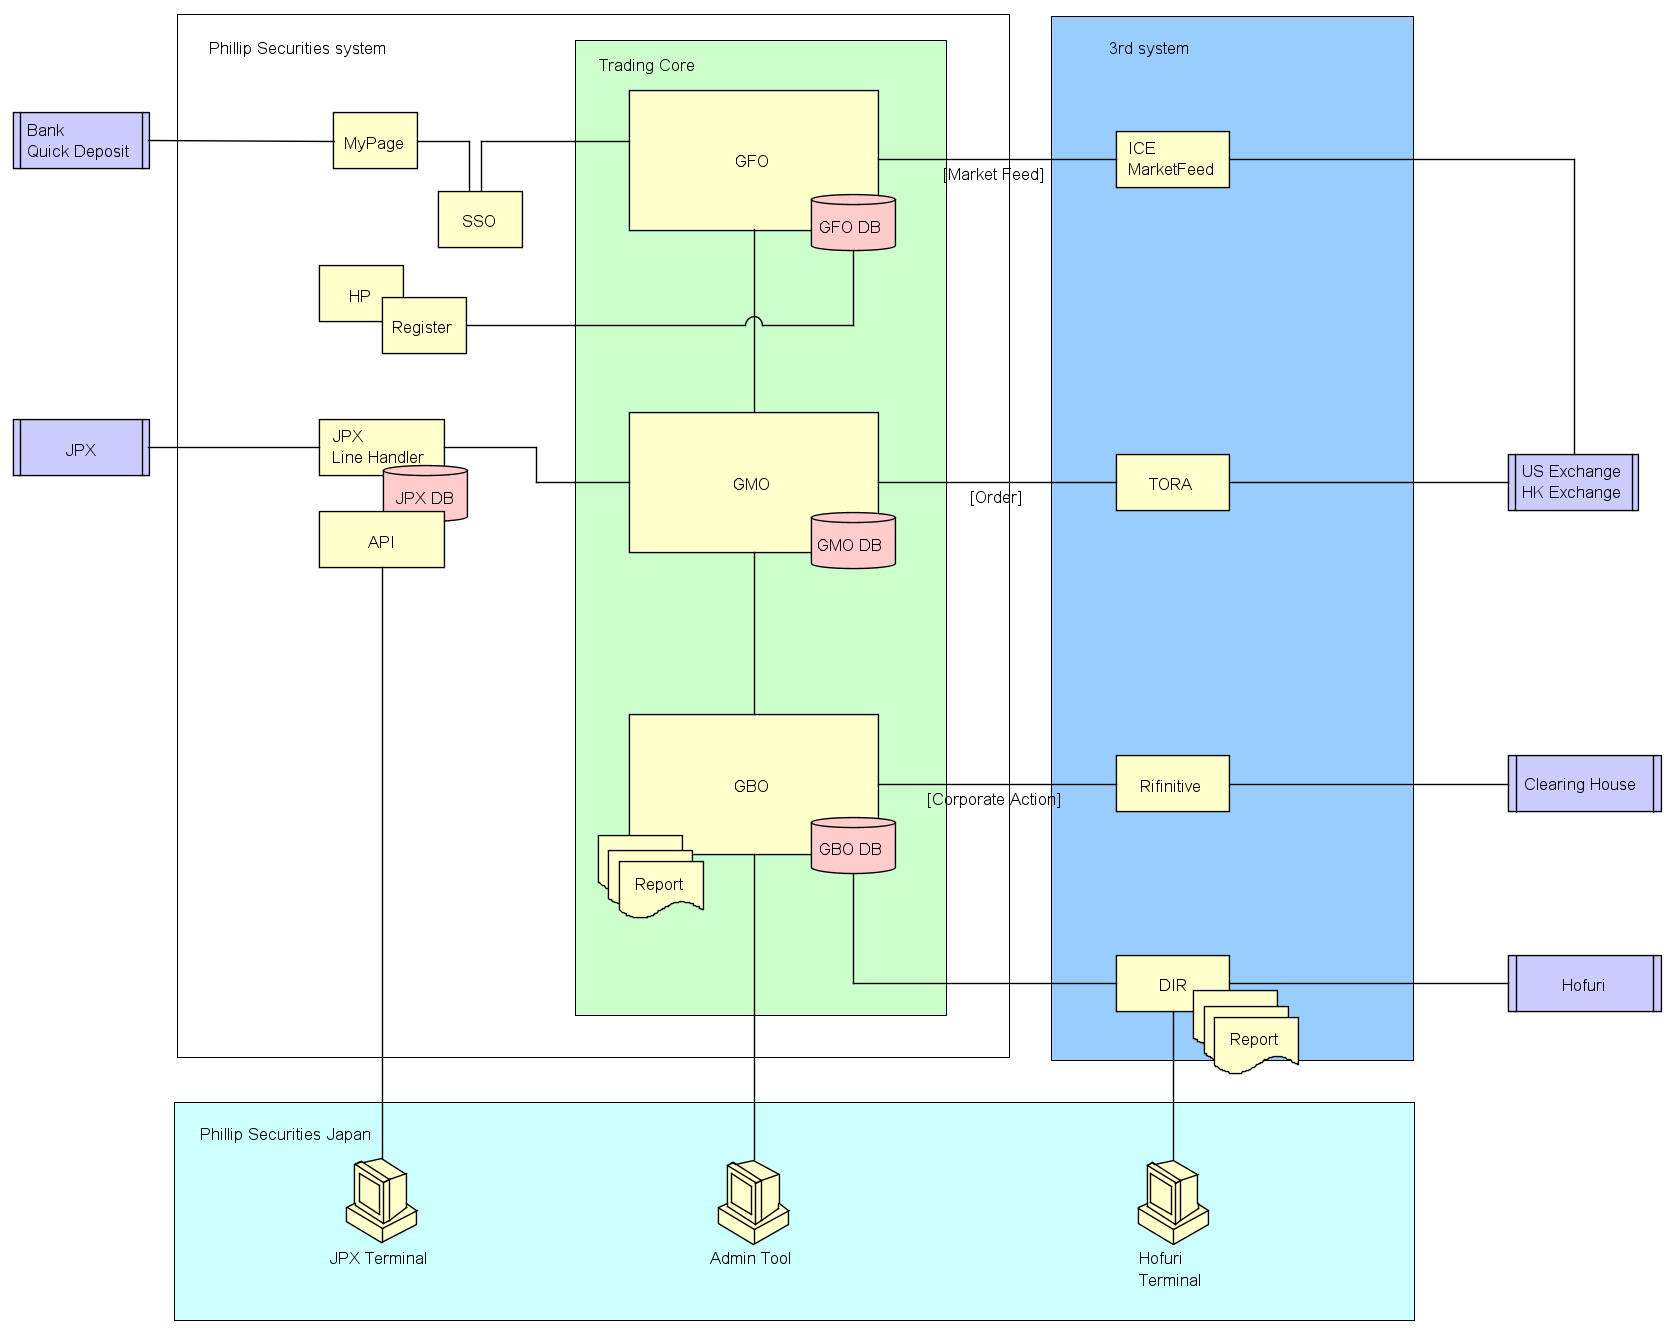 Phillip Securities system
3rd system
Trading Core
Bank
Quick Deposit
MyPage
GFO
ICE
MarketFeed
[Market Feed]
SSO
GFO DB
HP
Register
JPX
JPX
Line Handler
JPX DB
API
GMO
GMO DB
[Order]
TORA
US Exchange
HK Exchange
GBO
GBO DB
Report
[Corporate Action]
Rifinitive
Clearing House
DIR
Report
Hofuri
Phillip Securities Japan
JPX Terminal
Admin Tool
Hofuri
Terminal